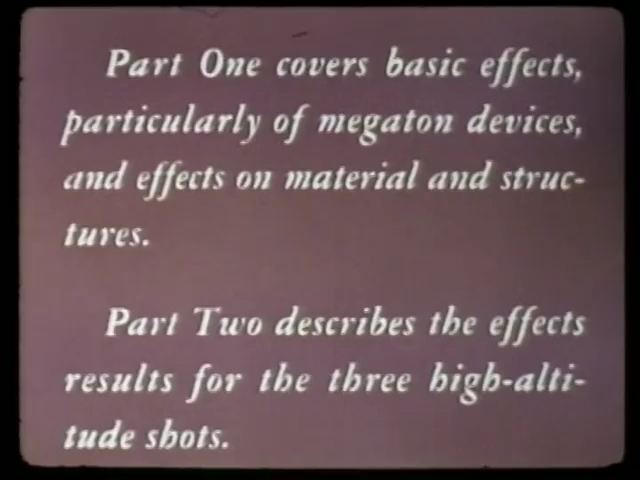 Part One covers basic effects,
particularly of megaton devices,
and effects on material and struc-
tures.
Part Two describes the effects
results for the three high-alti-
tude shots.